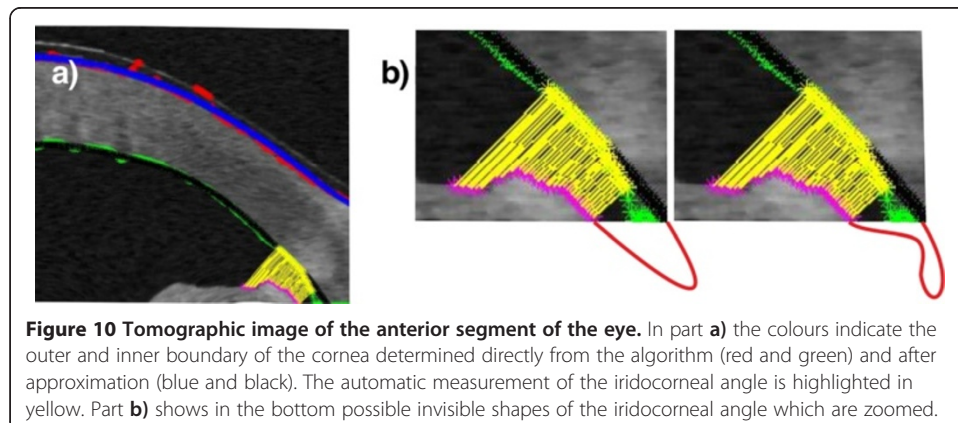 a)
b)
Figure 10 Tomographic image of the anterior segment of the eye. In part a) the colours indicate the
outer and inner boundary of the cornea determined directly from the algorithm (red and green) and after
approximation (blue and black). The automatic measurement of the iridocorneal angle is highlighted in
yellow. Part b) shows in the bottom possible invisible shapes of the iridocorneal angle which are zoomed.